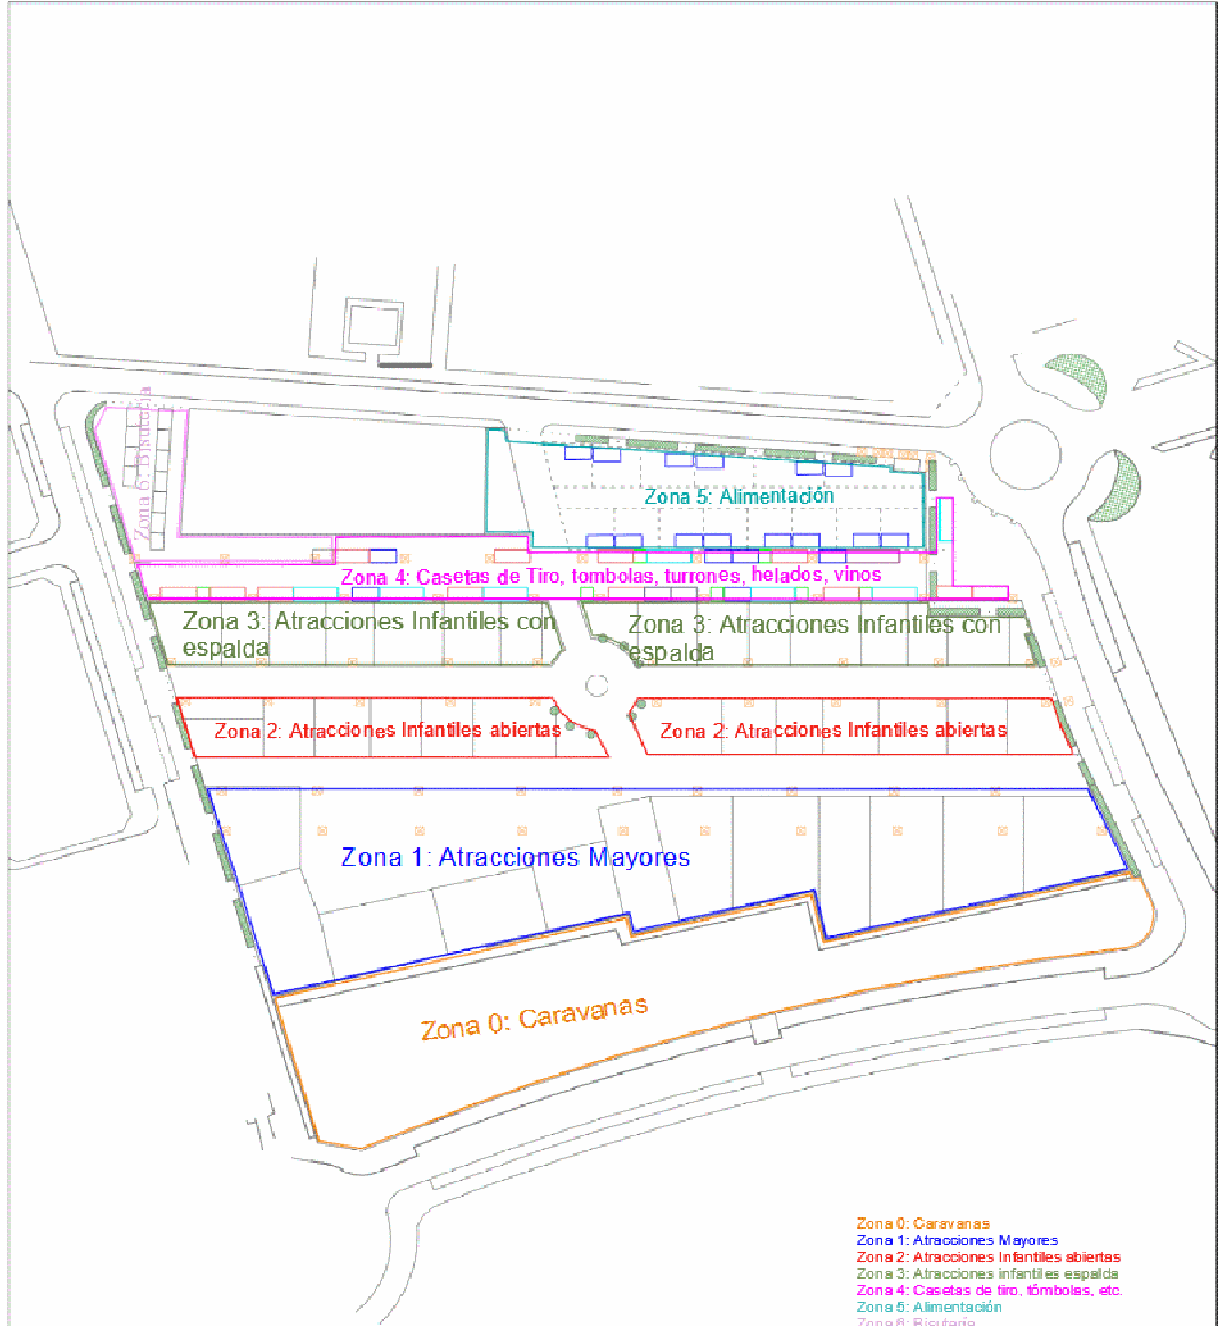 Zona 6: Bisutería
Zona 5: Alimentación
Zona 4: Casetas de Tiro, tombolas, turrones, helados, vinos
Zona 3: Atracciones Infantiles con
espalda
Zona 3: Atracciones Infantiles con
espalda
Zona 2: Atracciones Infantiles abiertas
Zona 2: Atracciones Infantiles abiertas
Zona 1: Atracciones Mayores
Zona 0: Caravanas
Zona 0: Caravanas
Zona 1: Atracciones Mayores
Zona 2: Atracciones Infantiles abiertas
Zona 3: Atracciones infantiles espalda
Zona 4: Casetas de tiro, tómbolas, etc.
Zona 5: Alimentación
Zona 6: Bisutería